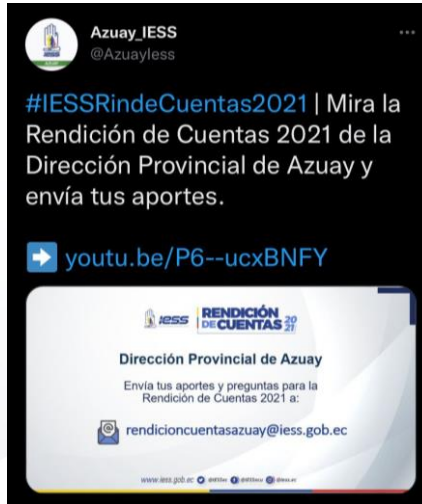 Azuay_IESS
@AzuayIess
#IESSRindeCuentas2021 | Mira la
Rendición de Cuentas 2021 de la
Dirección Provincial de Azuay y
envía tus aportes.
youtu.be/P6--ucxBNFY
IESS RENDICIÓN
DE CUENTAS 2021
Dirección Provincial de Azuay
Envía tus aportes y preguntas para la
Rendición de Cuentas 2021 a:
rendicioncuentasazuay@iess.gob.ec
www.iess.gob.ec